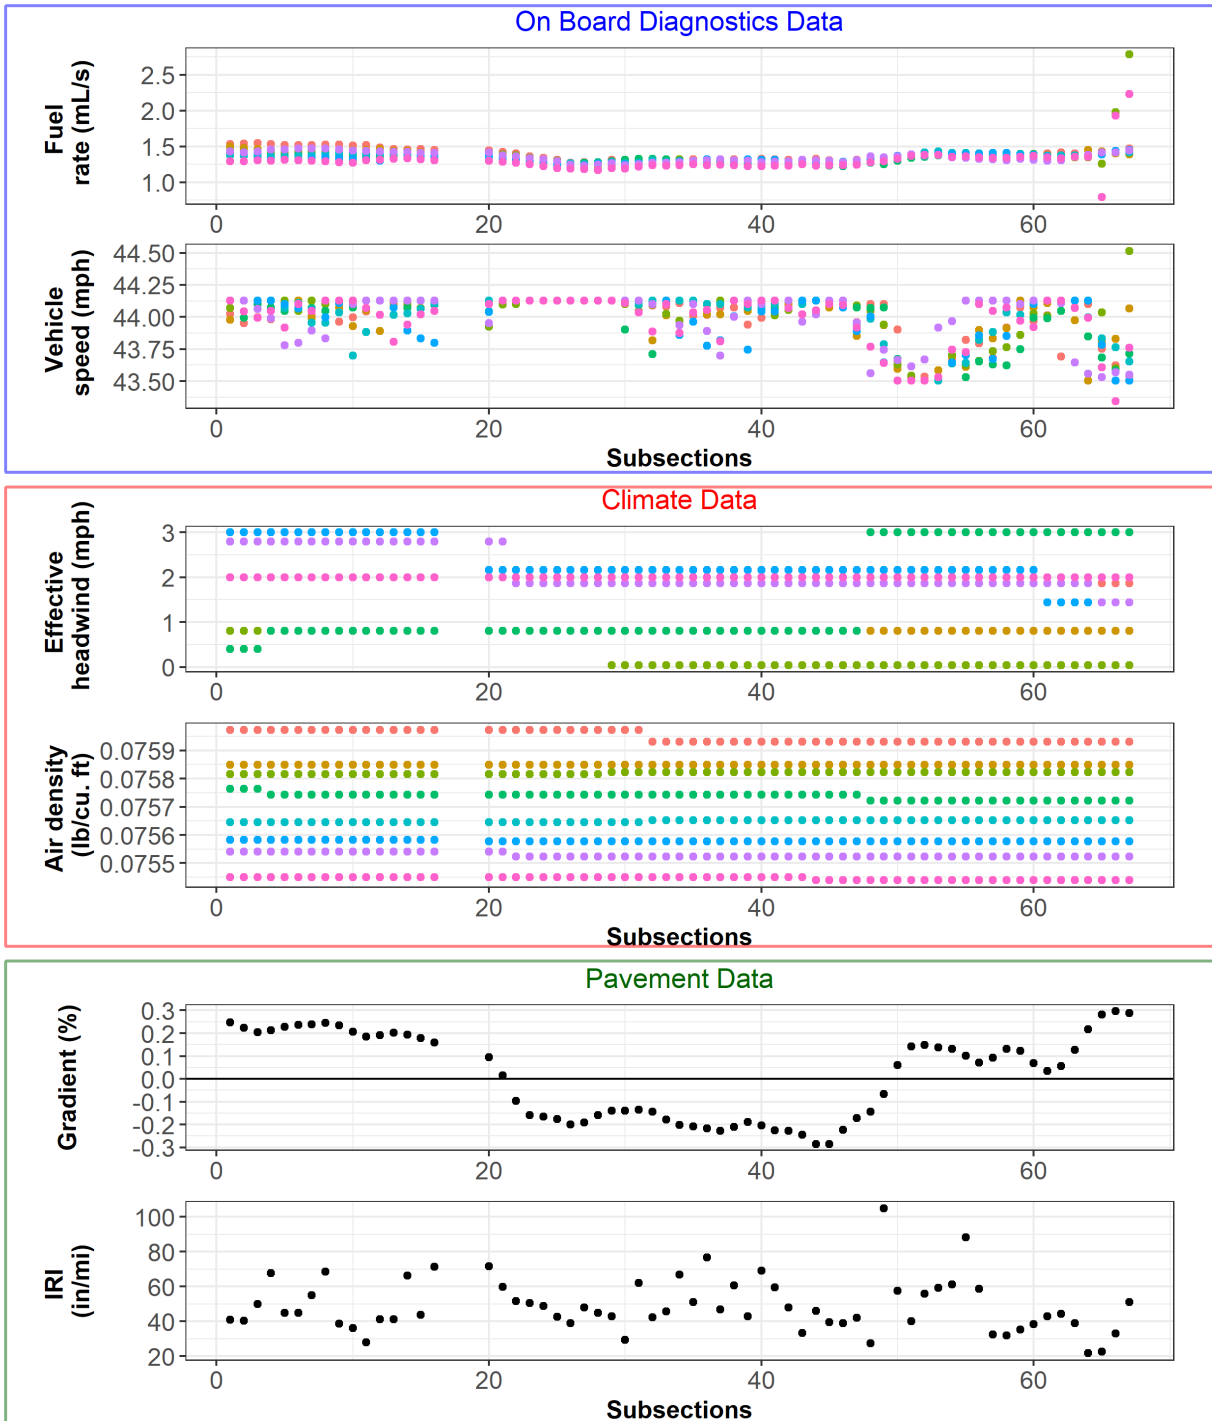 On Board Diagnostics Data
Fuel
rate (mL/s)
2.5
2.0
1.5
1.0
0 20 40 60
Vehicle
speed (mph)
44.50
44.25
44.00
43.75
43.50
0 20 40 60
Subsections
Climate Data
Effective
headwind (mph)
3
2
1
0
0 20 40 60
Air density
(lb/cu. ft)
0.0759
0.0758
0.0757
0.0756
0.0755
0 20 40 60
Subsections
Pavement Data
Gradient (%)
0.3
0.2
0.1
0.0
-0.1
-0.2
-0.3
0 20 40 60
IRI
(in/mi)
100
80
60
40
20
0 20 40 60
Subsections